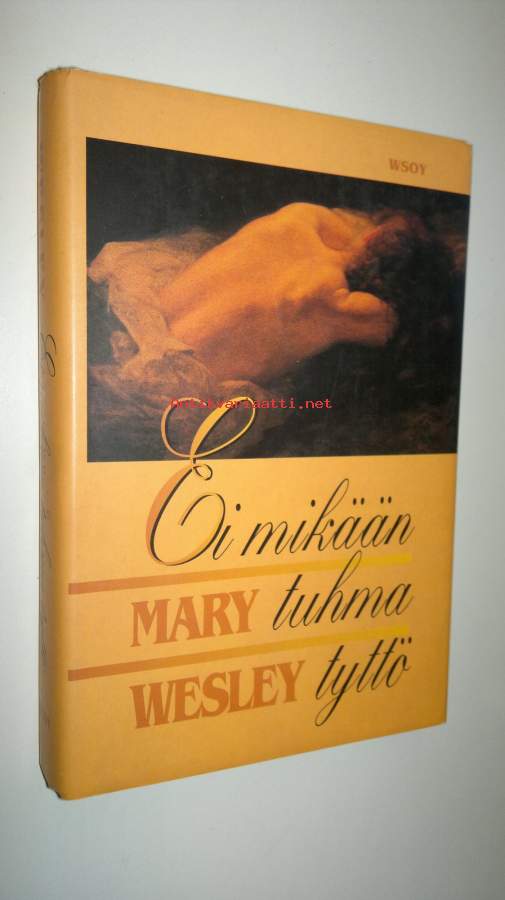 WSOY
Antikvariaatti.net
Ei mikään
MARY tuhma
WESLEY tyttö